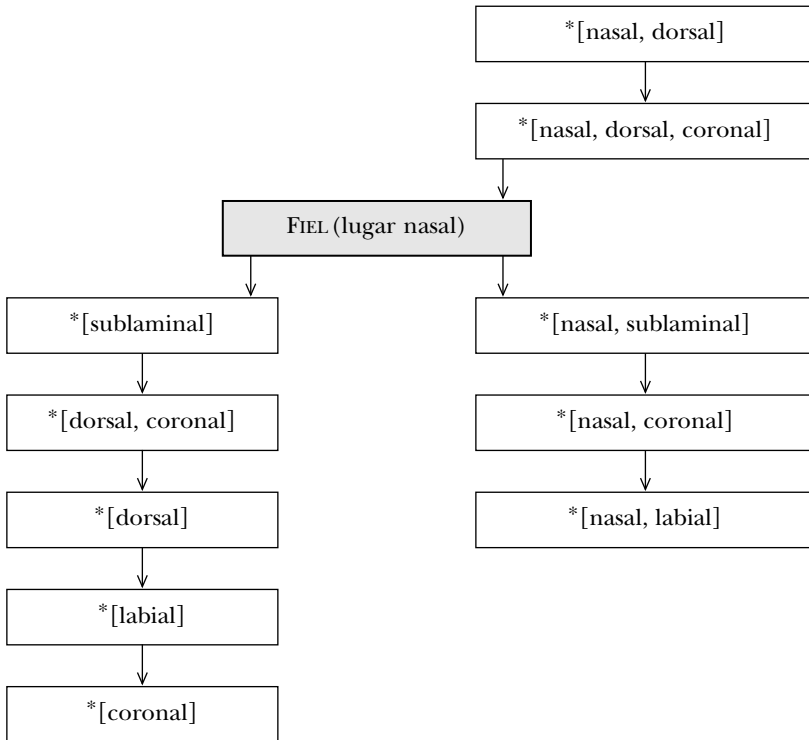 *[nasal, dorsal]
*[nasal, dorsal, coronal]
FIEL (lugar nasal)
*[sublaminal]
*[nasal, sublaminal]
*[dorsal, coronal]
*[nasal, coronal]
*[dorsal]
*[nasal, labial]
*[labial]
*[coronal]